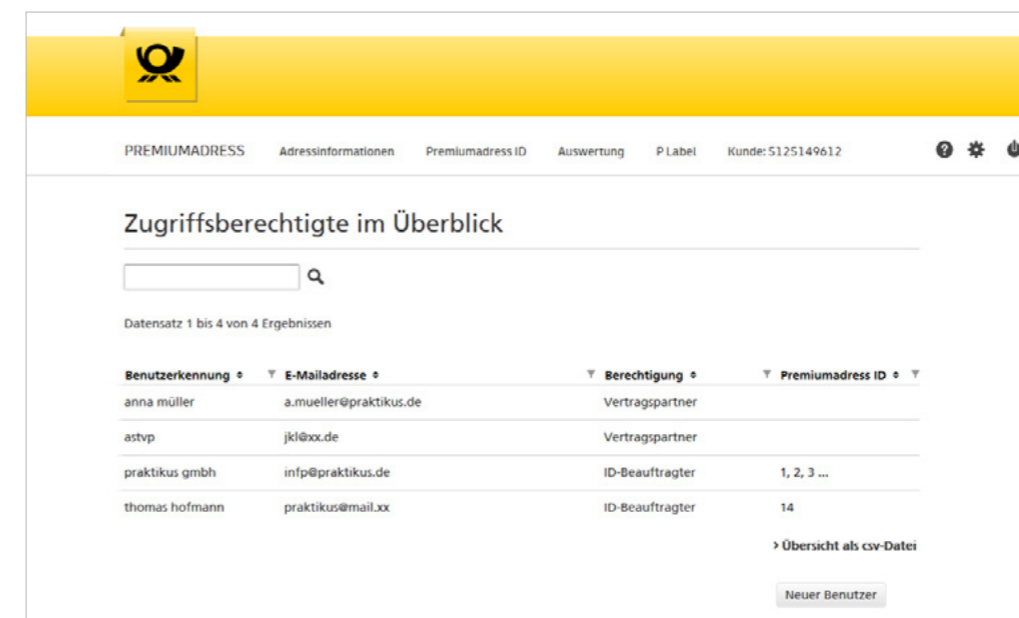 PREMIUMADRESS Adressinformationen Premiumadress ID Auswertung P Label Kunde: 5125149612
Zugriffsberechtigte im Überblick
Datensatz 1 bis 4 von 4 Ergebnissen
Benutzerkennung E-Mailadresse Berechtigung Premiumadress ID
anna müller a.mueller@praktikus.de Vertragspartner
astvp jkl@xx.de Vertragspartner
praktikus gmbh infp@praktikus.de ID-Beauftragter 1, 2, 3 ...
thomas hofmann praktikus@mail.xx ID-Beauftragter 14
> Übersicht als csv-Datei
Neuer Benutzer